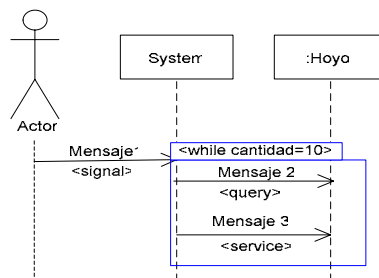 System
:Hoyo
Actor
Mensaje
<signal>
<while cantidad=10>
Mensaje 2
<query>
Mensaje 3
<service>